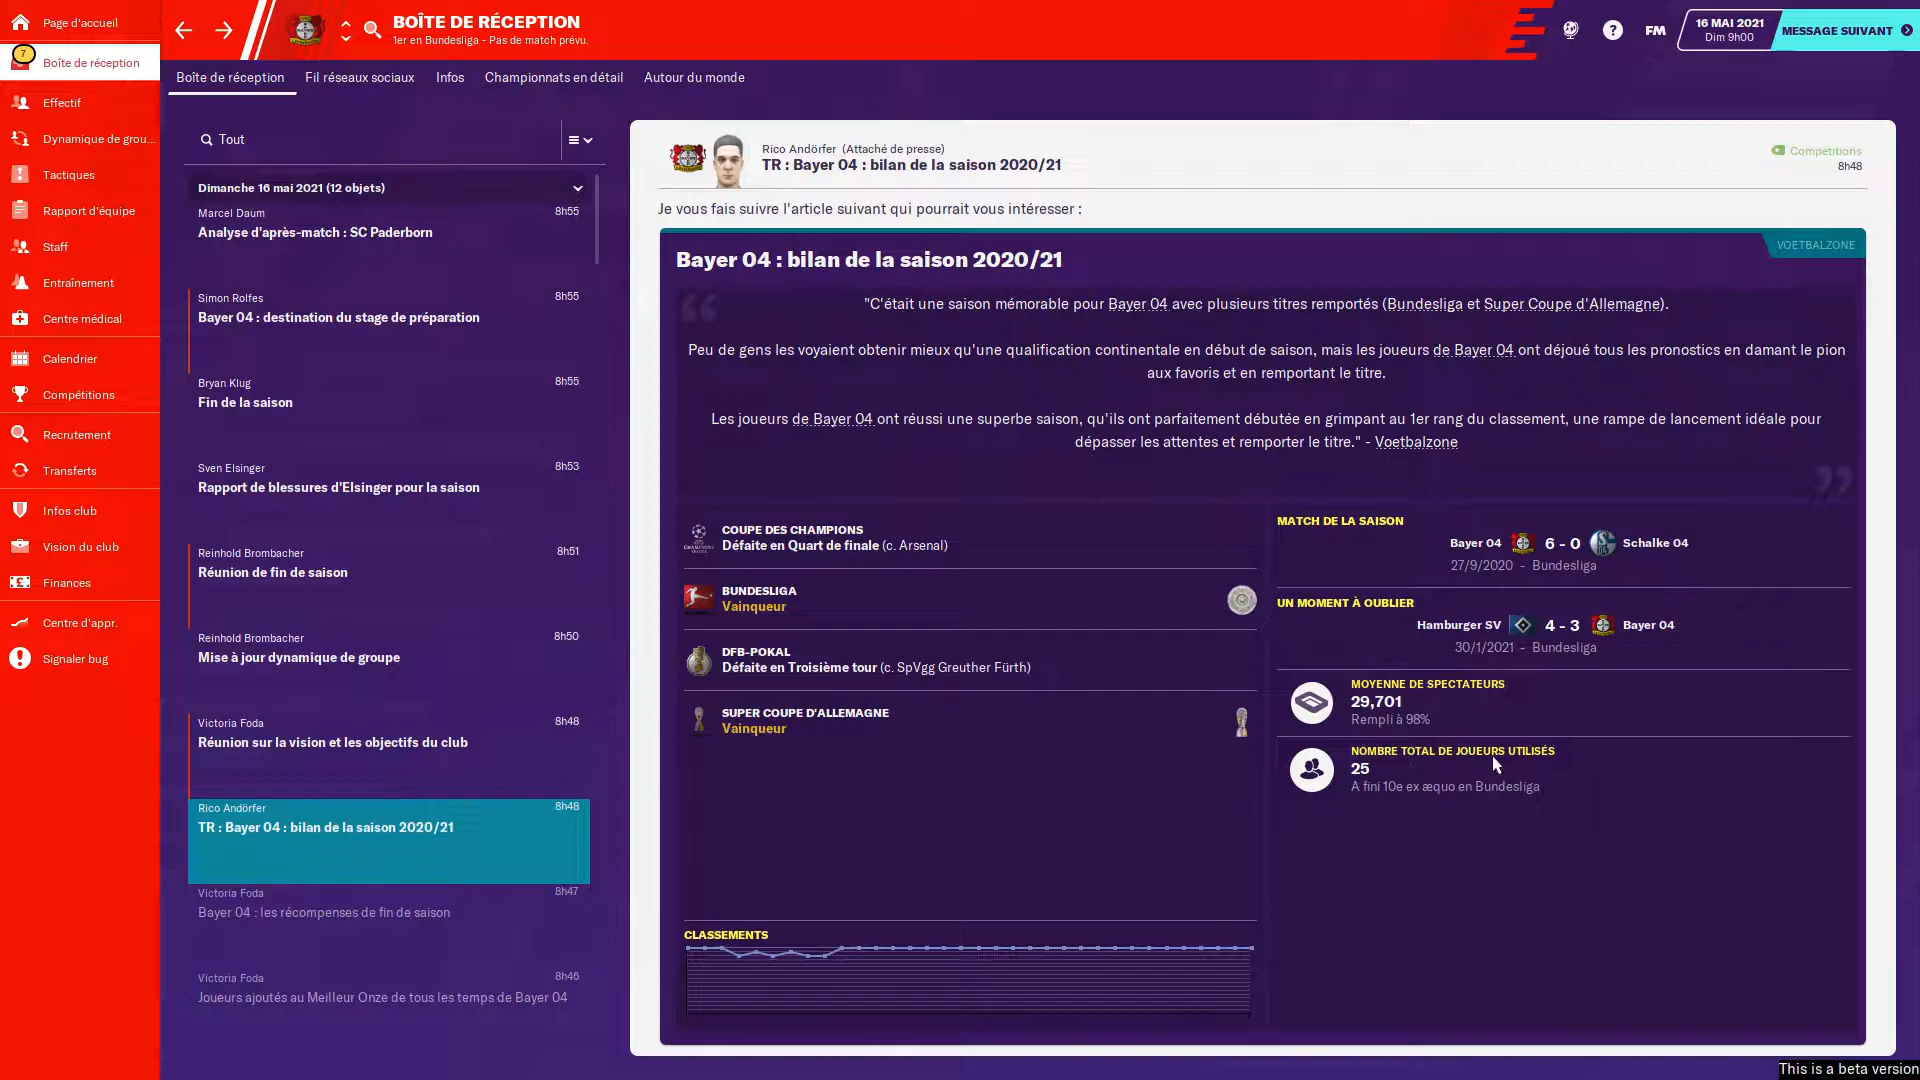 Page d'accueil
7
Boîte de réception
Effectif
Dynamique de grou...
Tactiques
Rapport d'équipe
Staff
Entraînement
Centre médical
Calendrier
Compétitions
Recrutement
Transferts
Infos club
Vision du club
Finances
Centre d'appr.
Signaler bug
BOÎTE DE RÉCEPTION
1er en Bundesliga - Pas de match prévu.
FM
16 MAI 2021
Dim 9h00
MESSAGE SUIVANT
Boîte de réception
Fil réseaux sociaux
Infos
Championnats en détail
Autour du monde
Tout
Dimanche 16 mai 2021 (12 objets)
Marcel Daum
8h55
Analyse d'après-match : SC Paderborn
Simon Rolfes
8h55
Bayer 04 : destination du stage de préparation
Bryan Klug
8h55
Fin de la saison
Sven Elsinger
8h53
Rapport de blessures d'Elsinger pour la saison
Reinhold Brombacher
8h51
Réunion de fin de saison
Reinhold Brombacher
8h50
Mise à jour dynamique de groupe
Victoria Foda
8h48
Réunion sur la vision et les objectifs du club
Rico Andörfer
8h48
TR : Bayer 04 : bilan de la saison 2020/21
Victoria Foda
8h47
Bayer 04 : les récompenses de fin de saison
Victoria Foda
8h46
Joueurs ajoutés au Meilleur Onze de tous les temps de Bayer 04
Rico Andörfer (Attaché de presse)
TR : Bayer 04 : bilan de la saison 2020/21
Competitions
8h48
Je vous fais suivre l'article suivant qui pourrait vous intéresser :
VOETBALZONE
Bayer 04 : bilan de la saison 2020/21
"C'était une saison mémorable pour Bayer 04 avec plusieurs titres remportés (Bundesliga et Super Coupe d'Allemagne).
Peu de gens les voyaient obtenir mieux qu'une qualification continentale en début de saison, mais les joueurs de Bayer 04 ont déjoué tous les pronostics en damant le pion
aux favoris et en remportant le titre.
Les joueurs de Bayer 04 ont réussi une superbe saison, qu'ils ont parfaitement débutée en grimpant au 1er rang du classement, une rampe de lancement idéale pour
dépasser les attentes et remporter le titre." - Voetbalzone
COUPE DES CHAMPIONS
Défaite en Quart de finale (c. Arsenal)
BUNDESLIGA
Vainqueur
DFB-POKAL
Défaite en Troisième tour (c. SpVgg Greuther Fürth)
SUPER COUPE D'ALLEMAGNE
Vainqueur
CLASSEMENTS
MATCH DE LA SAISON
Bayer 04 6 - 0 Schalke 04
27/9/2020 - Bundesliga
UN MOMENT À OUBLIER
Hamburger SV 4 - 3 Bayer 04
30/1/2021 - Bundesliga
MOYENNE DE SPECTATEURS
29,701
Rempli à 98%
NOMBRE TOTAL DE JOUEURS UTILISÉS
25
A fini 10e ex æquo en Bundesliga
This is a beta version